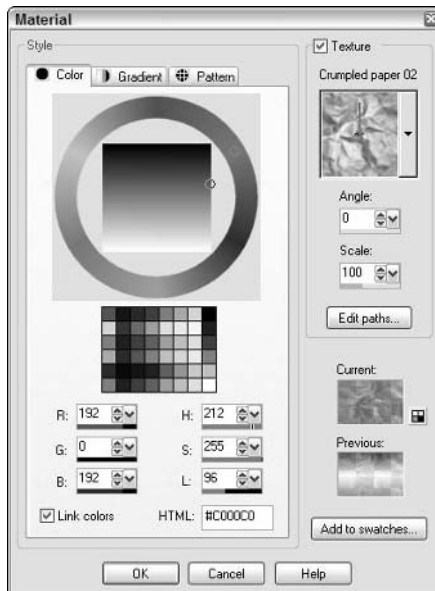 Material
Style
Color
Gradient
Pattern
R: 192
H: 212
G: 0
S: 255
B: 192
L: 96
Link colors
HTML: #C000C0
Texture
Crumpled paper 02
Angle:
0
Scale:
100
Edit paths...
Current:
Previous:
Add to swatches...
OK
Cancel
Help